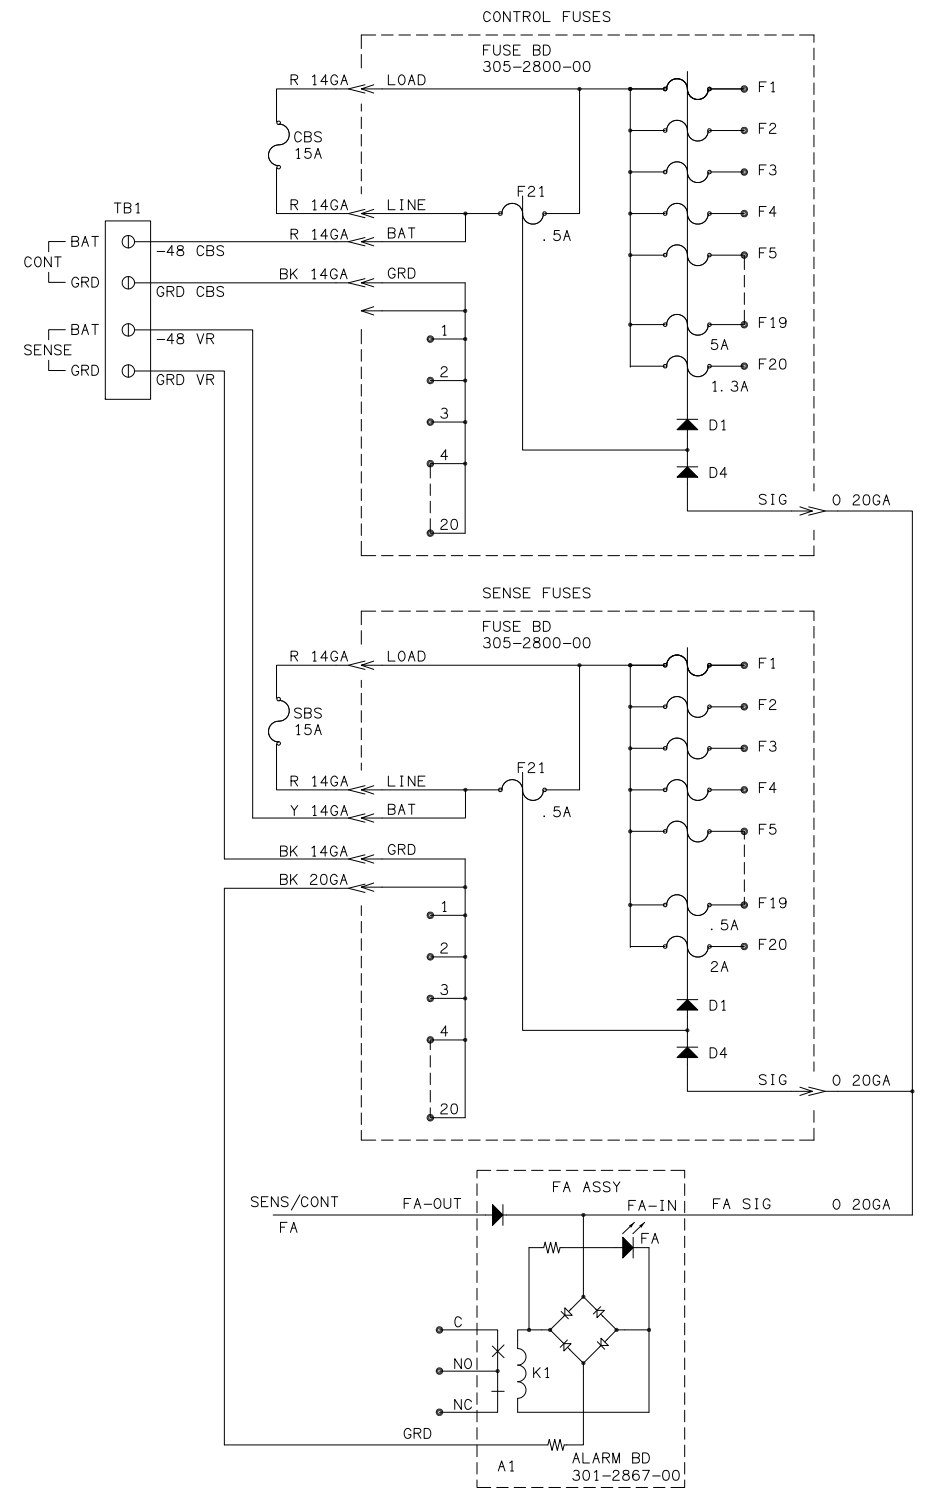 CONTROL FUSES
FUSE BD
305-2800-00
R 14GA
LOAD
F1
CBS
15A
F2
F3
F21
R 14GA
LINE
F4
TB1
R 14GA
BAT
.5A
BAT
-48 CBS
F5
CONT
GRD
BK 14GA
GRD
GRD CBS
F19
BAT
1
5A
-48 VR
SENSE
GRD
F20
GRD VR
2
1.3A
3
D1
4
D4
SIG
O 20GA
20
SENSE FUSES
FUSE BD
305-2800-00
R 14GA
LOAD
F1
SBS
15A
F2
F3
F21
R 14GA
LINE
F4
Y 14GA
BAT
.5A
F5
BK 14GA
GRD
BK 20GA
F19
1
.5A
F20
2
2A
3
D1
4
D4
SIG
O 20GA
20
FA ASSY
SENS/CONT
FA-OUT
FA-IN
FA SIG
O 20GA
FA
FA
C
NO
K1
NC
GRD
A1
ALARM BD
301-2867-00